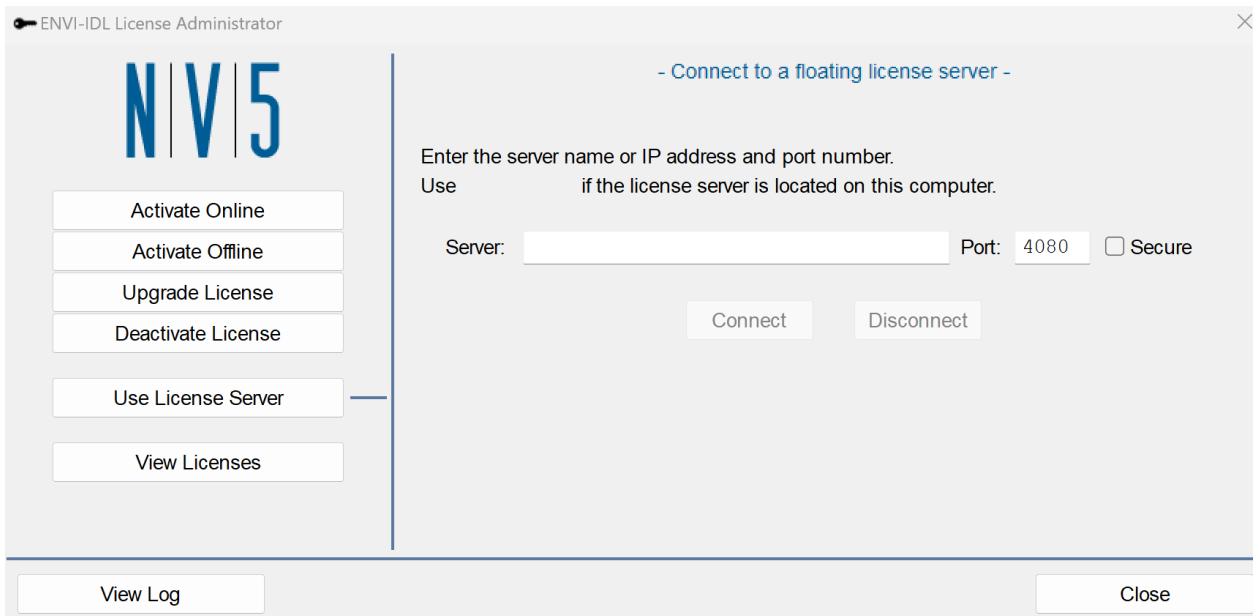 ENVI-IDL License Administrator
N|V|5
- Connect to a floating license server -
Enter the server name or IP address and port number.
Use if the license server is located on this computer.
Activate Online
Activate Offline
Upgrade License
Deactivate License
Use License Server
View Licenses
Server:
Port: 4080 Secure
Connect Disconnect
View Log
Close